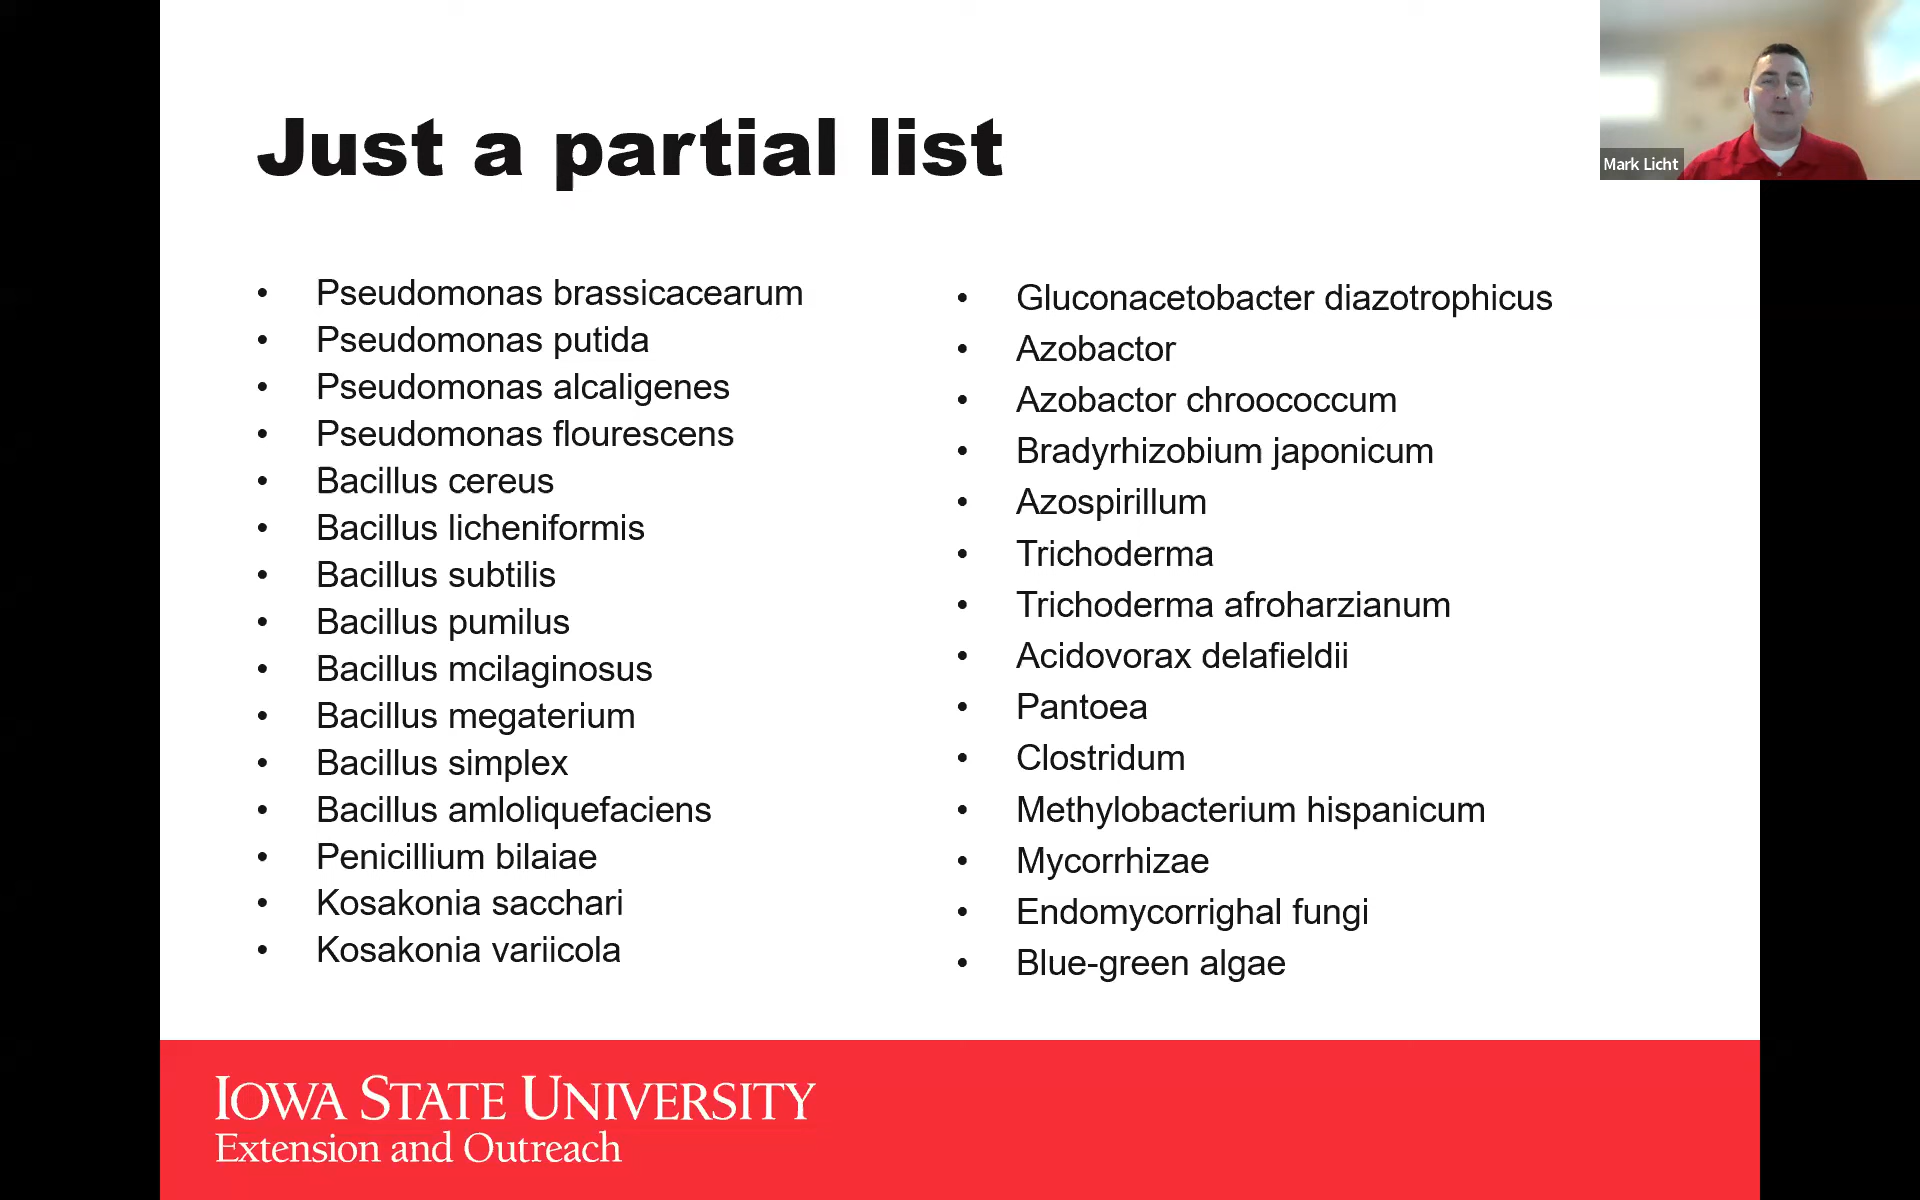 Just a partial list
Mark Licht
• Pseudomonas brassicacearum
• Pseudomonas putida
• Pseudomonas alcaligenes
• Pseudomonas flourescens
• Bacillus cereus
• Bacillus licheniformis
• Bacillus subtilis
• Bacillus pumilus
• Bacillus mcilaginosus
• Bacillus megaterium
• Bacillus simplex
• Bacillus amloliquefaciens
• Penicillium bilaiae
• Kosakonia sacchari
• Kosakonia variicola
• Gluconacetobacter diazotrophicus
• Azobactor
• Azobactor chroococcum
• Bradyrhizobium japonicum
• Azospirillum
• Trichoderma
• Trichoderma afroharzianum
• Acidovorax delafieldii
• Pantoea
• Clostridum
• Methylobacterium hispanicum
• Mycorrhizae
• Endomycorrighal fungi
• Blue-green algae
IOWA STATE UNIVERSITY
Extension and Outreach